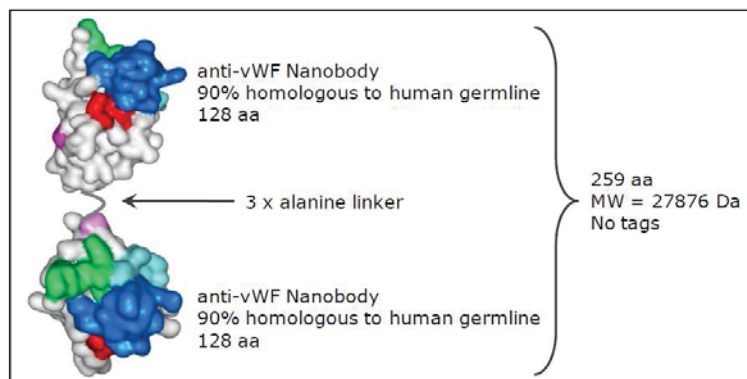 anti-vWF Nanobody
90% homologous to human germline
128 aa
3 x alanine linker
259 aa
MW = 27876 Da
No tags
anti-vWF Nanobody
90% homologous to human germline
128 aa